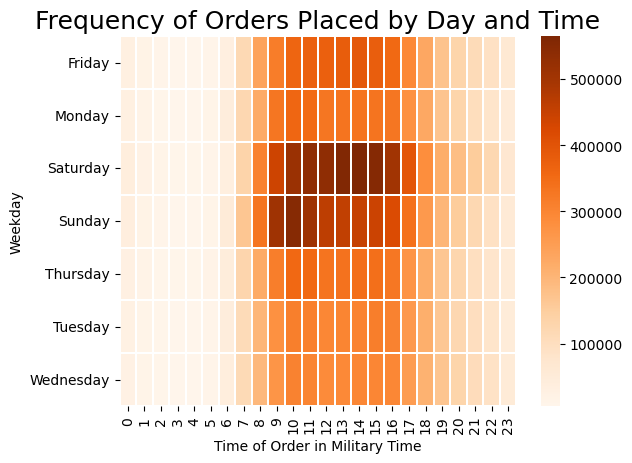 Frequency of Orders Placed by Day and Time
Weekday
Friday
Monday
Saturday
Sunday
Thursday
Tuesday
Wednesday
0 1 2 3 4 5 6 7 8 9 10 11 12 13 14 15 16 17 18 19 20 21 22 23
Time of Order in Military Time
500000
400000
300000
200000
100000